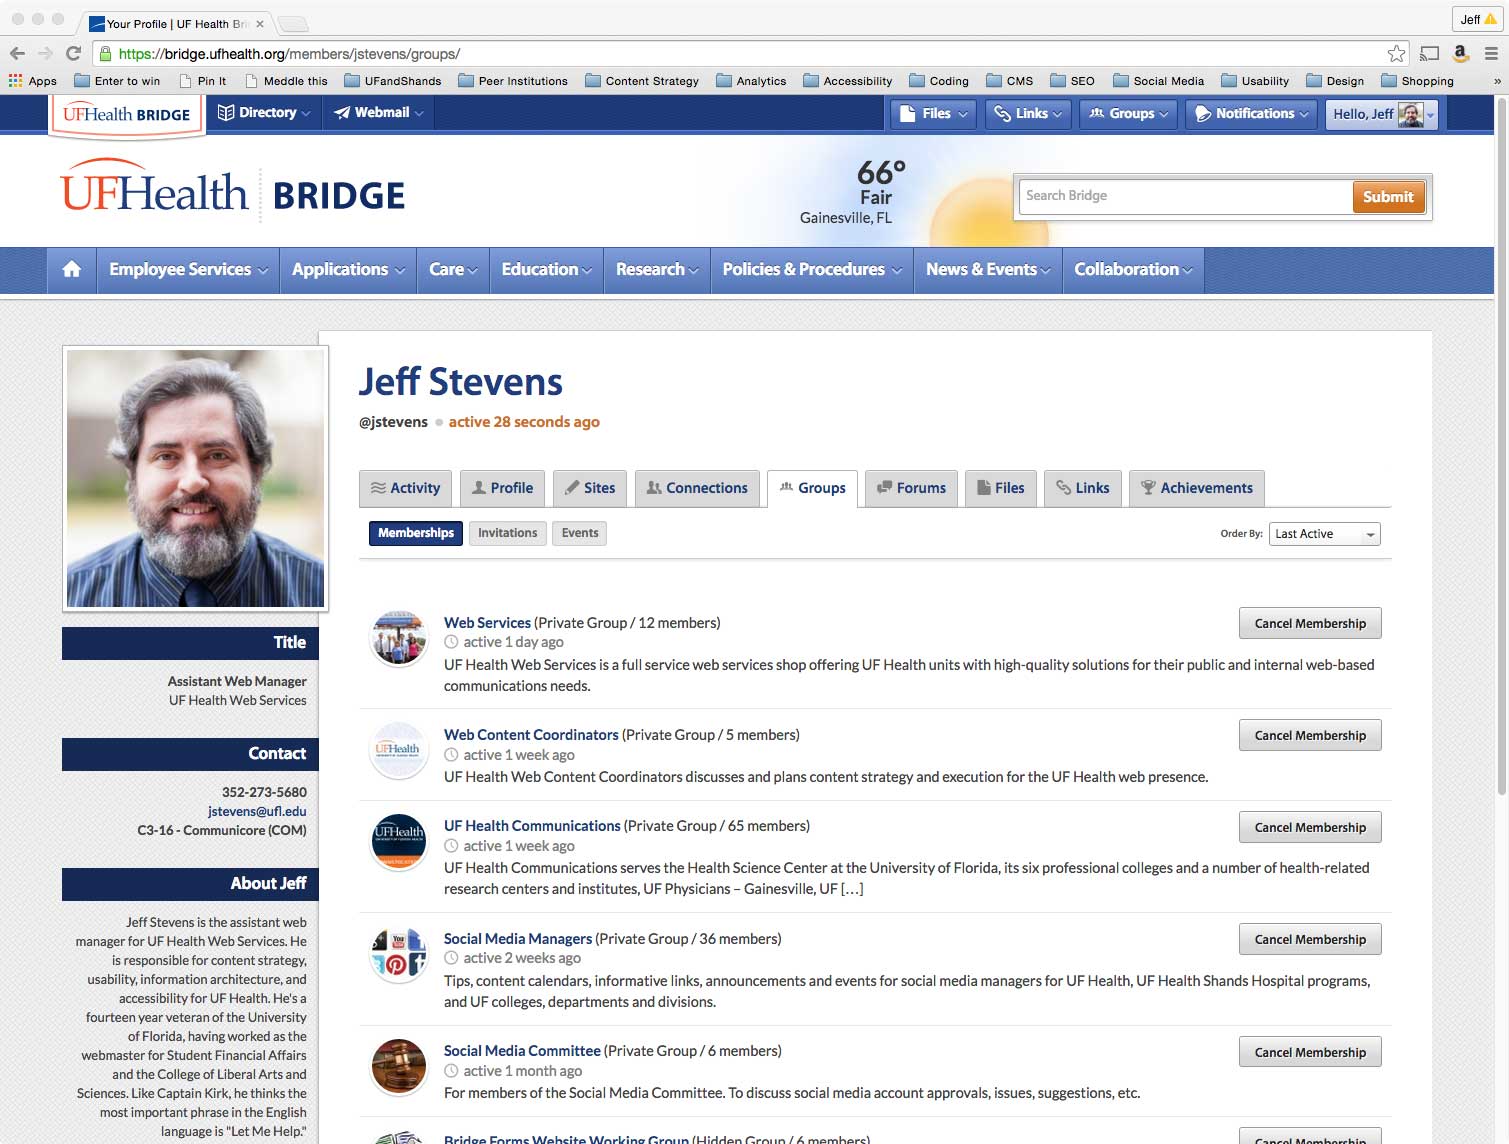 Your Profile | UF Health Bri
Jeff
https://bridge.ufhealth.org/members/jstevens/groups/
Apps Enter to win Pin It Meddle this UFandShands Peer Institutions Content Strategy Analytics Accessibility Coding CMS SEO Social Media Usability Design Shopping »
UFHealth BRIDGE Directory Webmail Files Links Groups Notifications Hello, Jeff
UFHealth BRIDGE
66°
Fair
Gainesville, FL
Search Bridge Submit
Employee Services Applications Care Education Research Policies & Procedures News & Events Collaboration
Jeff Stevens
@jstevens active 28 seconds ago
Activity Profile Sites Connections Groups Forums Files Links Achievements
Memberships Invitations Events Order By: Last Active
Title
Assistant Web Manager
UF Health Web Services
Contact
352-273-5680
jstevens@ufl.edu
C3-16 - Communicore (COM)
About Jeff
Jeff Stevens is the assistant web
manager for UF Health Web Services. He
is responsible for content strategy,
usability, information architecture, and
accessibility for UF Health. He's a
fourteen year veteran of the University
of Florida, having worked as the
webmaster for Student Financial Affairs
and the College of Liberal Arts and
Sciences. Like Captain Kirk, he thinks the
most important phrase in the English
language is "Let Me Help."
Web Services (Private Group / 12 members)
Cancel Membership
active 1 day ago
UF Health Web Services is a full service web services shop offering UF Health units with high-quality solutions for their public and internal web-based
communications needs.
UFHealth
Web Content Coordinators (Private Group / 5 members)
Cancel Membership
active 1 week ago
UF Health Web Content Coordinators discusses and plans content strategy and execution for the UF Health web presence.
UFHealth
UF Health Communications (Private Group / 65 members)
Cancel Membership
active 1 week ago
UF Health Communications serves the Health Science Center at the University of Florida, its six professional colleges and a number of health-related
research centers and institutes, UF Physicians – Gainesville, UF […]
You
Social Media Managers (Private Group / 36 members)
Cancel Membership
active 2 weeks ago
Tips, content calendars, informative links, announcements and events for social media managers for UF Health, UF Health Shands Hospital programs,
and UF colleges, departments and divisions.
Social Media Committee (Private Group / 6 members)
Cancel Membership
active 1 month ago
For members of the Social Media Committee. To discuss social media account approvals, issues, suggestions, etc.
Bridge Forms Website Working Group (Hidden Group / 6 members)
Cancel Membership